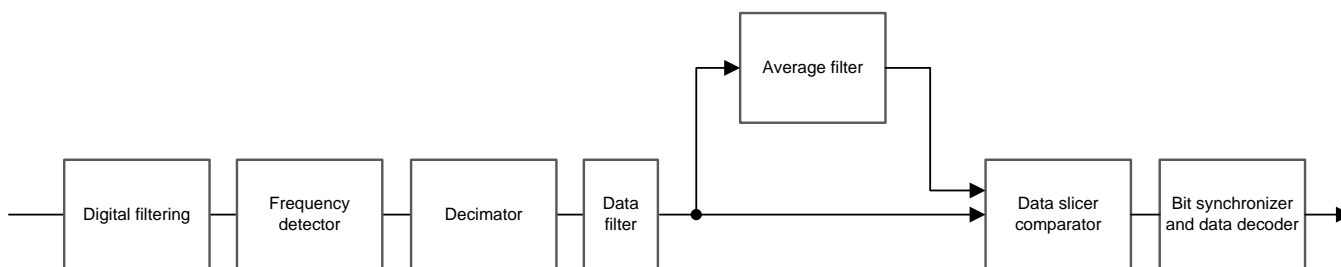 Average filter
Digital filtering
Frequency
detector
Decimator
Data
filter
Data slicer
comparator
Bit synchronizer
and data decoder